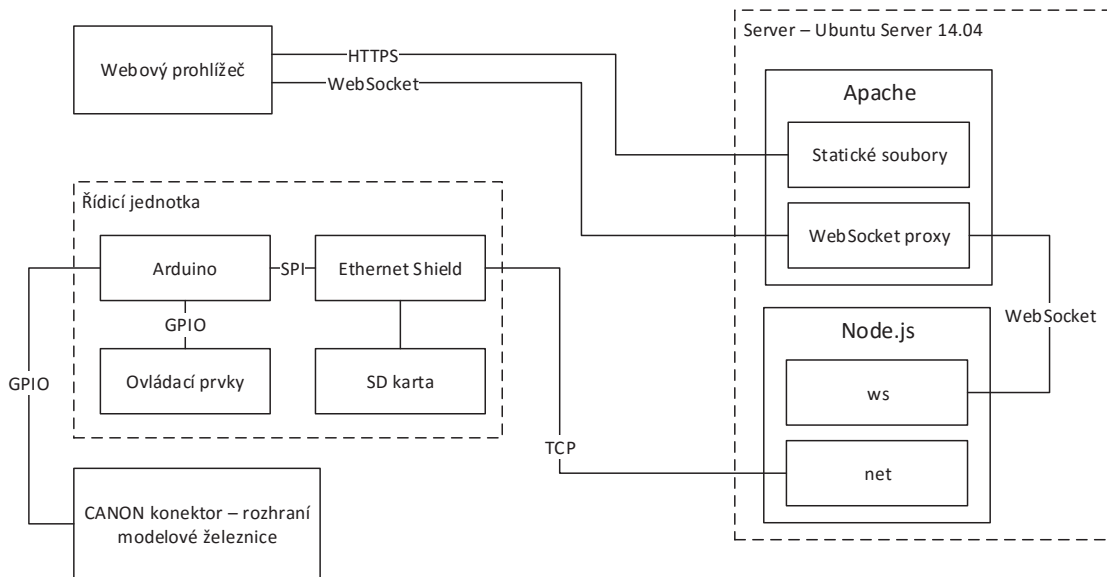 Server – Ubuntu Server 14.04
Webový prohlížeč
HTTPS
WebSocket
Apache
Statické soubory
WebSocket proxy
Řídicí jednotka
Arduino
SPI
Ethernet Shield
GPIO
Ovládací prvky
SD karta
GPIO
WebSocket
Node.js
ws
net
TCP
CANON konektor – rozhraní
modelové železnice